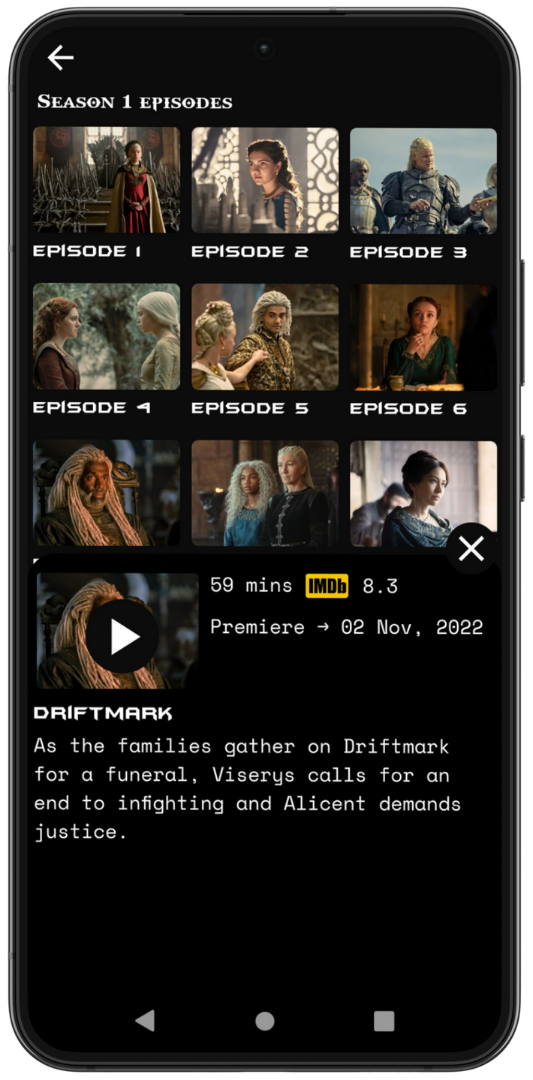 Season 1 episodes
EPISODE 1 EPISODE 2 EPISODE 3
EPISODE 4 EPISODE 5 EPISODE 6
59 mins IMDb 8.3
Premiere → 02 Nov, 2022
DRIFTMARK
As the families gather on Driftmark
for a funeral, Viserys calls for an
end to infighting and Alicent demands
justice.